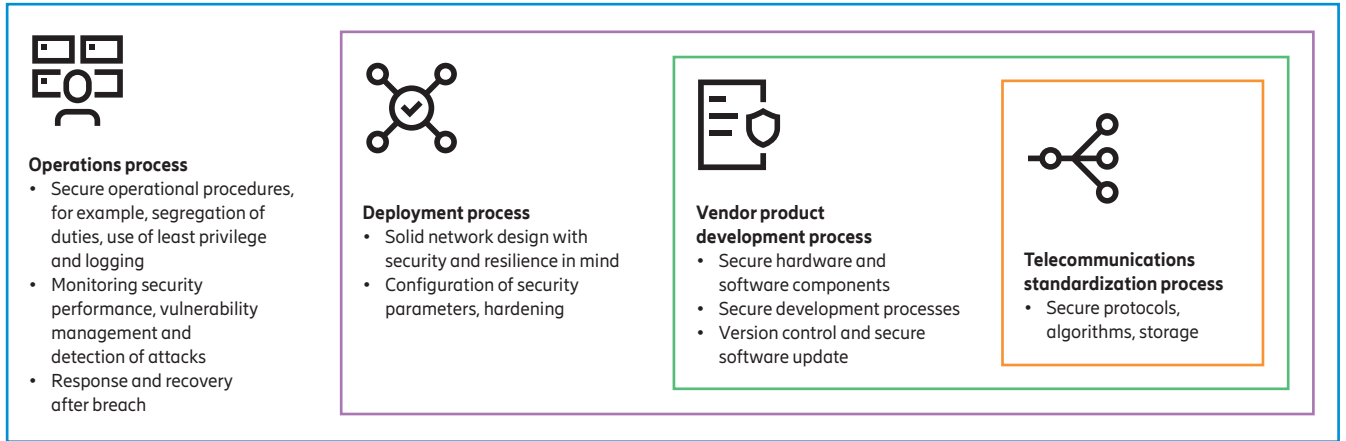 Operations process
• Secure operational procedures,
for example, segregation of
duties, use of least privilege
and logging
• Monitoring security
performance, vulnerability
management and
detection of attacks
• Response and recovery
after breach
Deployment process
• Solid network design with
security and resilience in mind
• Configuration of security
parameters, hardening
Vendor product
development process
• Secure hardware and
software components
• Secure development processes
• Version control and secure
software update
Telecommunications
standardization process
• Secure protocols,
algorithms, storage